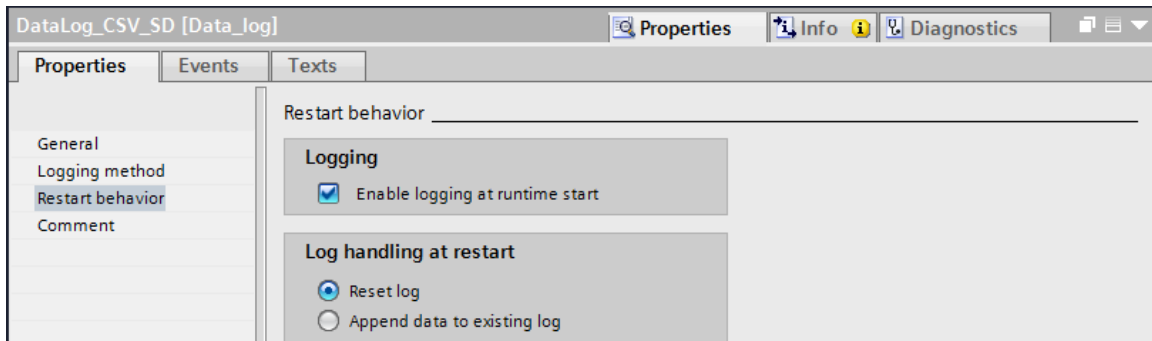 DataLog_CSV_SD [Data_log]
Properties
Info
Diagnostics
Properties
Events
Texts
General
Logging method
Restart behavior
Comment
Restart behavior
Logging
Enable logging at runtime start
Log handling at restart
Reset log
Append data to existing log